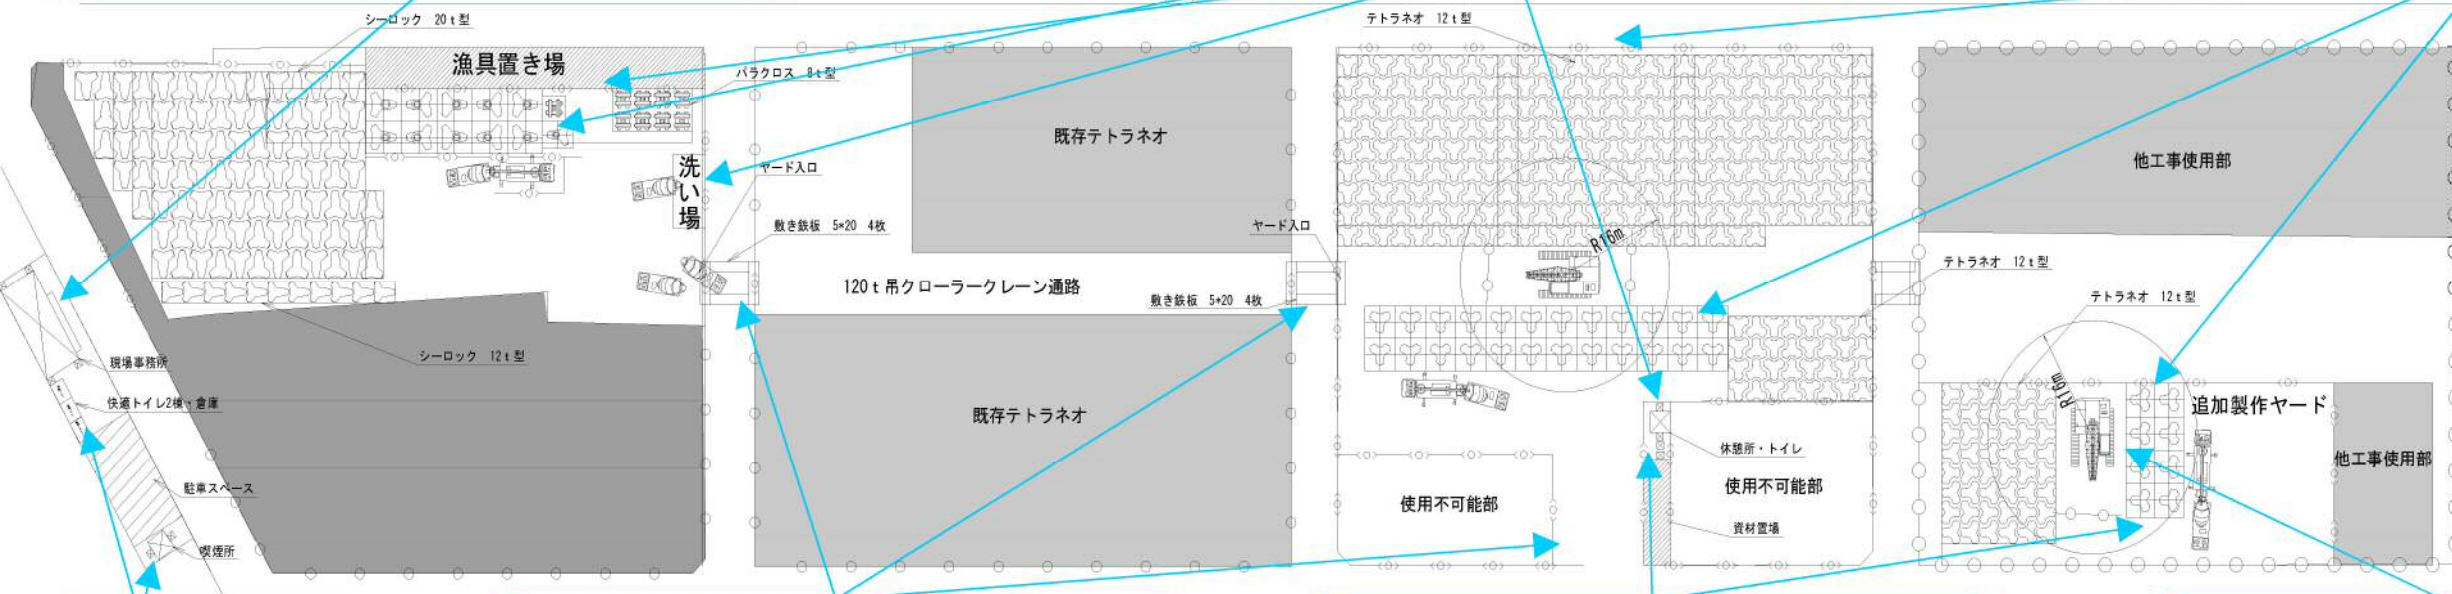 シーロック 20ｔ型
漁具置き場
パラクロス 8ｔ型
洗い場
ヤード入口
敷き鉄板 5*20 4枚
シーロック 12ｔ型
現場事務所
快適トイレ2棟・倉庫
駐車スペース
喫煙所
既存テトラネオ
120ｔ吊クローラークレーン通路
既存テトラネオ
ヤード入口
敷き鉄板 5*20 4枚
テトラネオ 12ｔ型
R16m
テトラネオ 12ｔ型
休憩所・トイレ
使用不可能部
使用不可能部
資材置場
他工事使用部
テトラネオ 12ｔ型
R16m
追加製作ヤード
他工事使用部